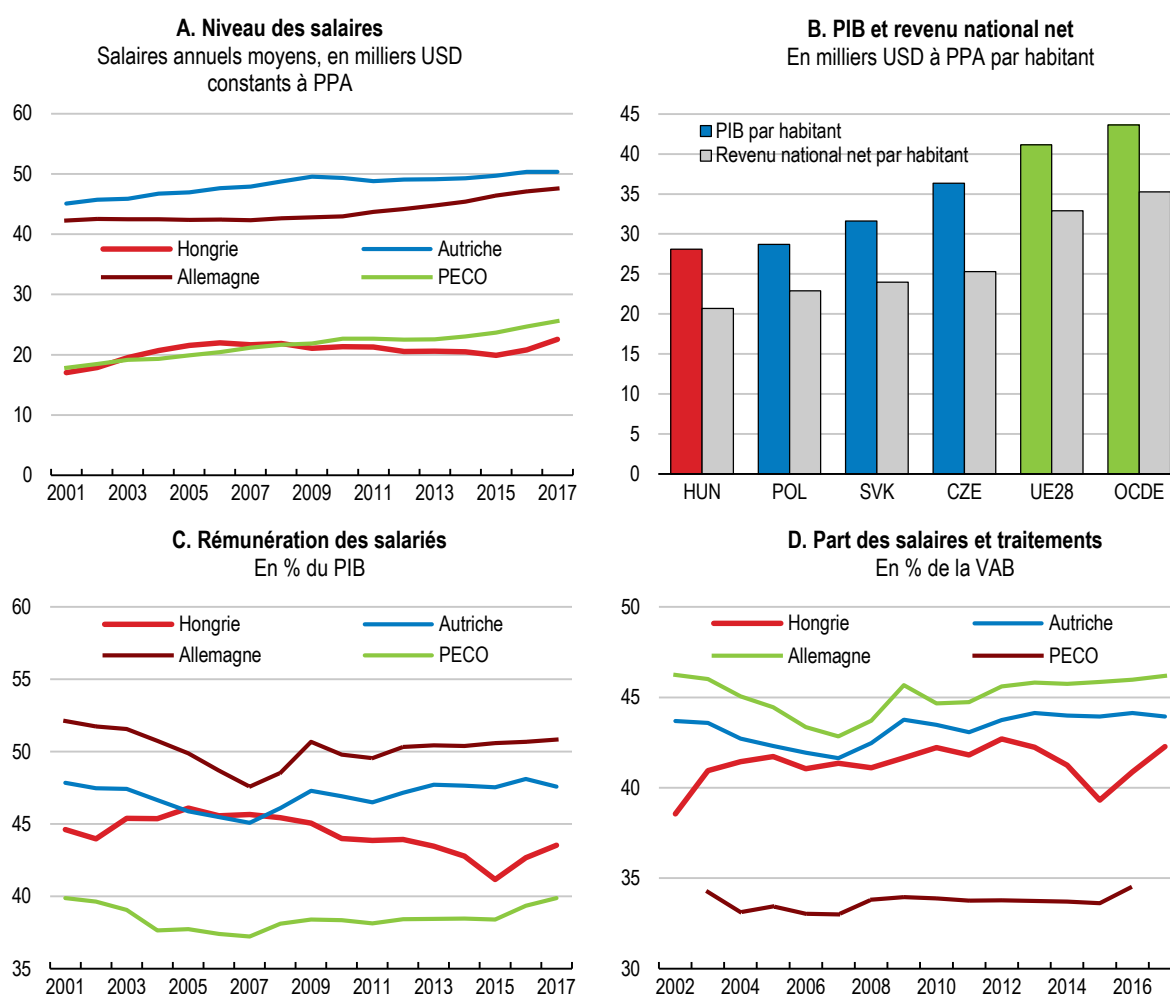 A. Niveau des salaires
Salaires annuels moyens, en milliers USD
constants à PPA
60
50
40
30
20
10
0
Hongrie
Autriche
Allemagne
PECO
2001 2003 2005 2007 2009 2011 2013 2015 2017
B. PIB et revenu national net
En milliers USD à PPA par habitant
45
40
35
30
25
20
15
10
5
0
PIB par habitant
Revenu national net par habitant
HUN POL SVK CZE UE28 OCDE
C. Rémunération des salariés
En % du PIB
60
55
50
45
40
35
Hongrie
Autriche
Allemagne
PECO
2001 2003 2005 2007 2009 2011 2013 2015 2017
D. Part des salaires et traitements
En % de la VAB
50
45
40
35
30
Hongrie
Autriche
Allemagne
PECO
2002 2004 2006 2008 2010 2012 2014 2016